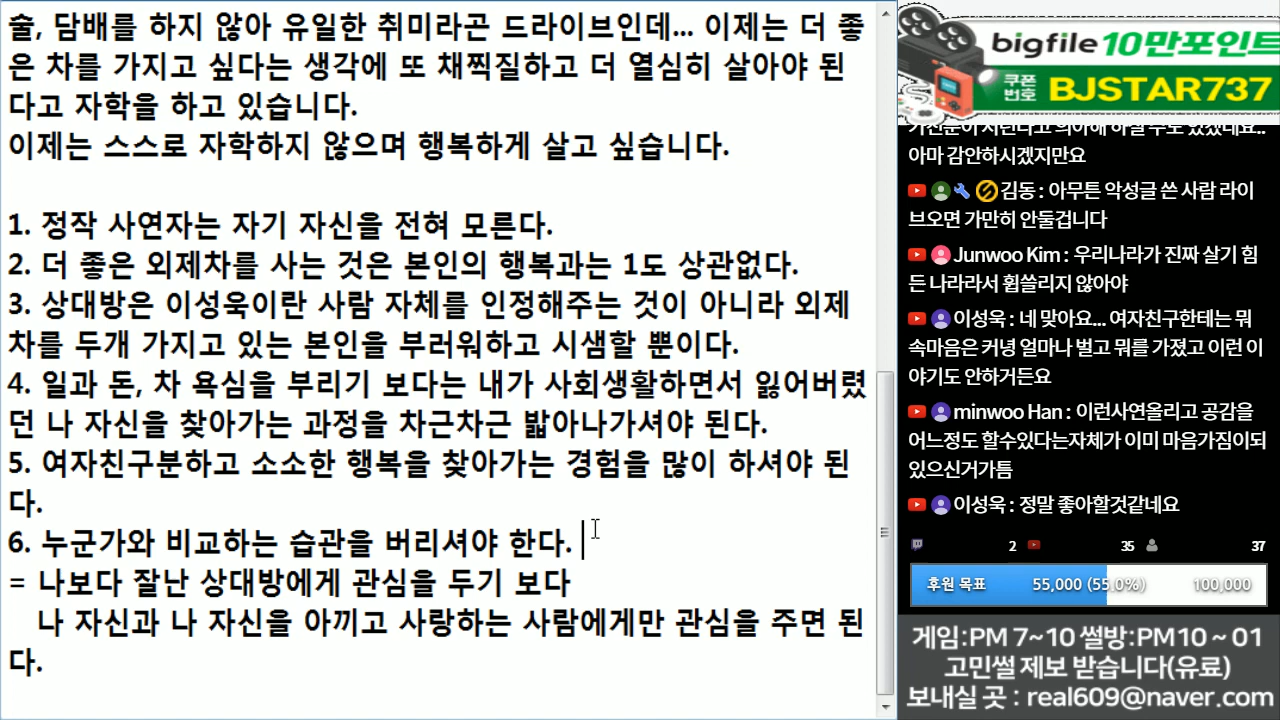 술, 담배를 하지 않아 유일한 취미라곤 드라이브인데... 이제는 더 좋
은 차를 가지고 싶다는 생각에 또 채찍질하고 더 열심히 살아야 된
다고 자학을 하고 있습니다.
이제는 스스로 자학하지 않으며 행복하게 살고 싶습니다.
1. 정작 사연자는 자기 자신을 전혀 모른다.
2. 더 좋은 외제차를 사는 것은 본인의 행복과는 1도 상관없다.
3. 상대방은 이성욱이란 사람 자체를 인정해주는 것이 아니라 외제
차를 두개 가지고 있는 본인을 부러워하고 시샘할 뿐이다.
4. 일과 돈, 차 욕심을 부리기 보다는 내가 사회생활하면서 잃어버렸
던 나 자신을 찾아가는 과정을 차근차근 밟아나가셔야 된다.
5. 여자친구분하고 소소한 행복을 찾아가는 경험을 많이 하셔야 된
다.
6. 누군가와 비교하는 습관을 버리셔야 한다.
= 나보다 잘난 상대방에게 관심을 두기 보다
나 자신과 나 자신을 아끼고 사랑하는 사람에게만 관심을 주면 된
다.
bigfile 10만포인트
쿠폰
번호 BJSTAR737
아마 감안하시겠지만요
김동 : 아무튼 악성글 쓴 사람 라이
브오면 가만히 안둘겁니다
Junwoo Kim : 우리나라가 진짜 살기 힘
든 나라라서 휩쓸리지 않아야
이성욱 : 네 맞아요... 여자친구한테는 뭐
속마음은 커녕 얼마나 벌고 뭐를 가졌고 이런 이
야기도 안하거든요
minwoo Han : 이런사연올리고 공감을
어느정도 할수있다는자체가 이미 마음가짐이되
있으신거가틈
이성욱 : 정말 좋아할것같네요
2 35 37
후원 목표 55,000 (55.0%) 100,000
게임:PM 7~10 썰방:PM10 ~ 01
고민썰 제보 받습니다(유료)
보내실 곳 : real609@naver.com